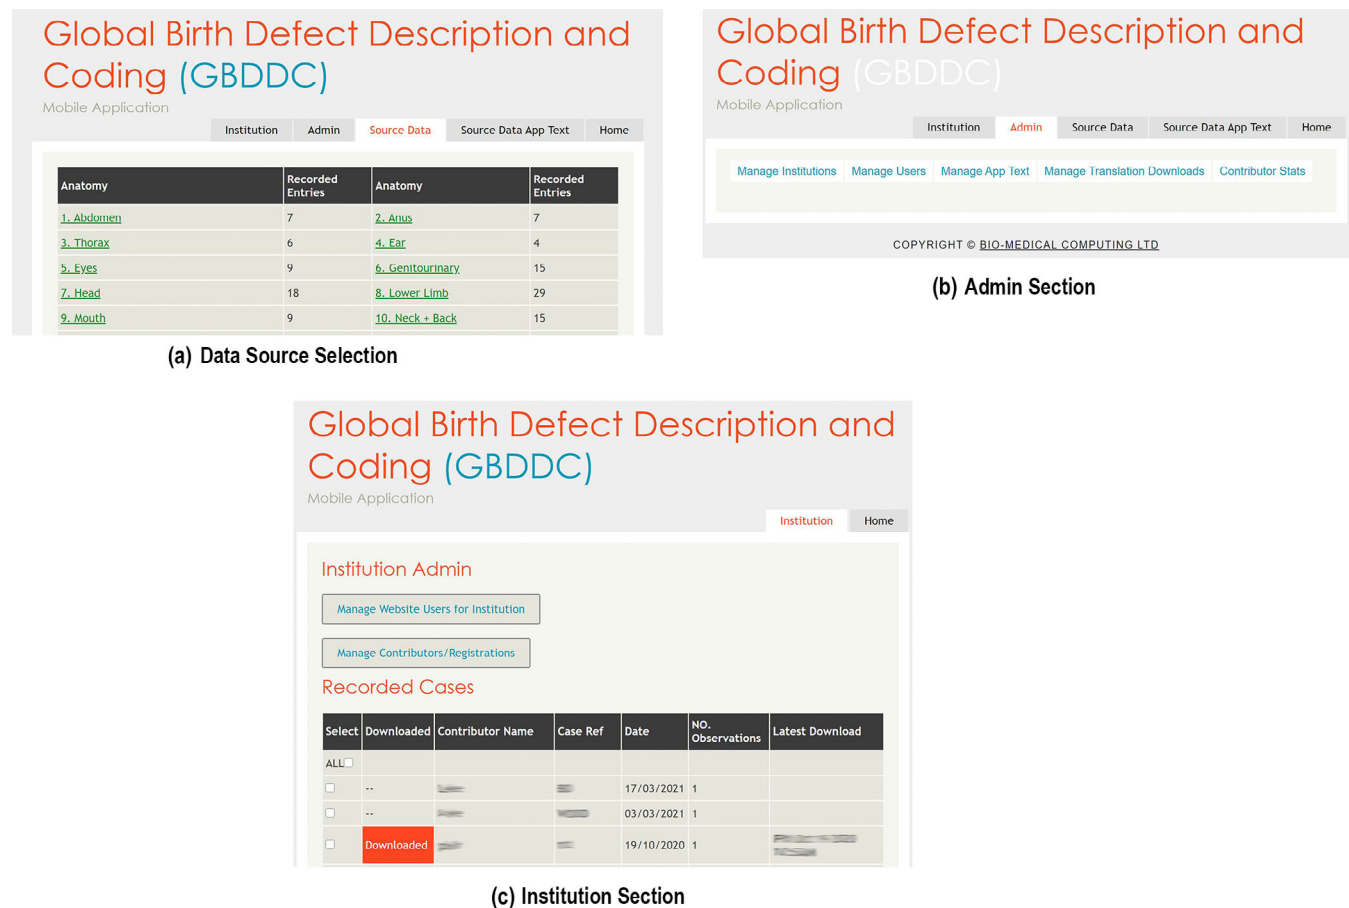 Global Birth Defect Description and
Coding (GBDDC)
Mobile Application
Institution Admin Source Data Source Data App Text Home
Anatomy Recorded Entries Anatomy Recorded Entries
1. Abdomen 7 2. Anus 7
3. Thorax 6 4. Ear 4
5. Eyes 9 6. Genitourinary 15
7. Head 18 8. Lower Limb 29
9. Mouth 9 10. Neck + Back 15
(a) Data Source Selection
Global Birth Defect Description and
Coding (GBDDC)
Mobile Application
Institution Admin Source Data Source Data App Text Home
Manage Institutions Manage Users Manage App Text Manage Translation Downloads Contributor Stats
COPYRIGHT © BIO-MEDICAL COMPUTING LTD
(b) Admin Section
Global Birth Defect Description and
Coding (GBDDC)
Mobile Application
Institution Home
Institution Admin
Manage Website Users for Institution
Manage Contributors/Registrations
Recorded Cases
Select Downloaded Contributor Name Case Ref Date NO. Observations Latest Download
ALL
-- 17/03/2021 1
-- 03/03/2021 1
Downloaded 19/10/2020 1
(c) Institution Section